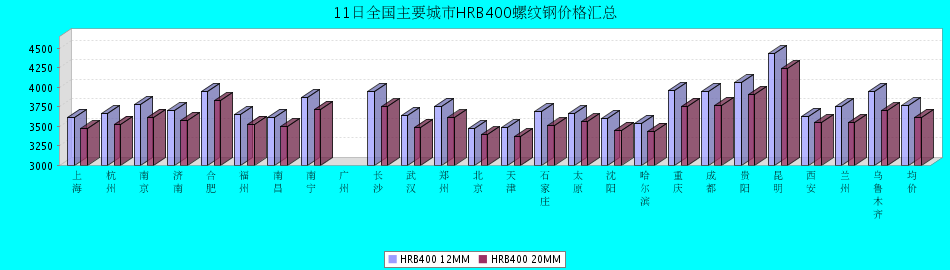 11日全国主要城市HRB400螺纹钢价格汇总
4500
4250
4000
3750
3500
3250
3000
上海
杭州
南京
济南
合肥
福州
南昌
南宁
广州
长沙
武汉
郑州
北京
天津
石家庄
太原
沈阳
哈尔滨
重庆
成都
贵阳
昆明
西安
兰州
乌鲁木齐
均价
HRB400 12MM
HRB400 20MM